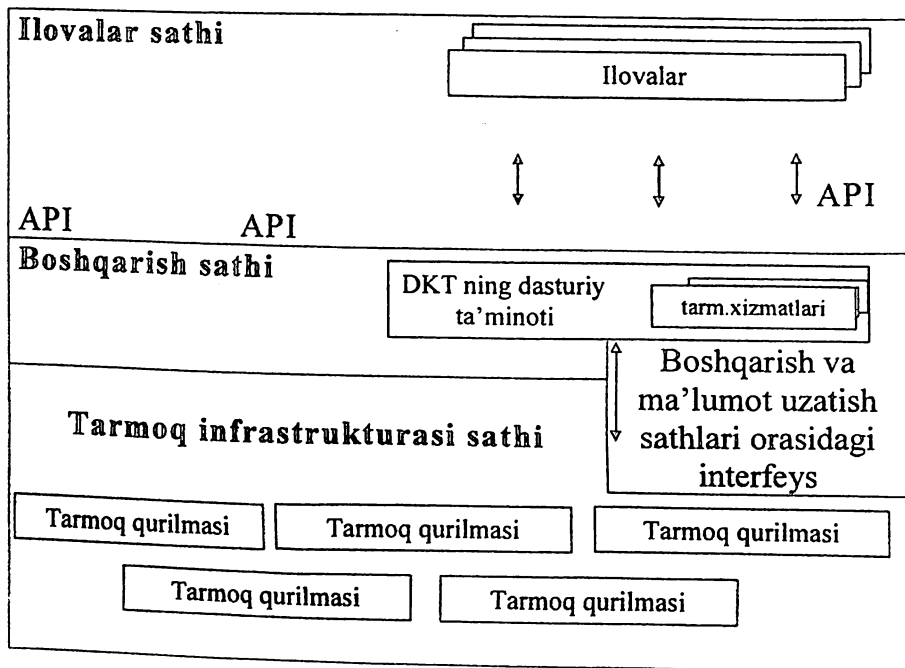 Ilovalar sathi
Ilovalar
API
API
API
Boshqarish sathi
DKT ning dasturiy
ta’minoti
tarm.xizmatlari
Boshqarish va
ma’lumot uzatish
sathlari orasidagi
interfeys
Tarmoq infrastrukturasi sathi
Tarmoq qurilmasi
Tarmoq qurilmasi
Tarmoq qurilmasi
Tarmoq qurilmasi
Tarmoq qurilmasi